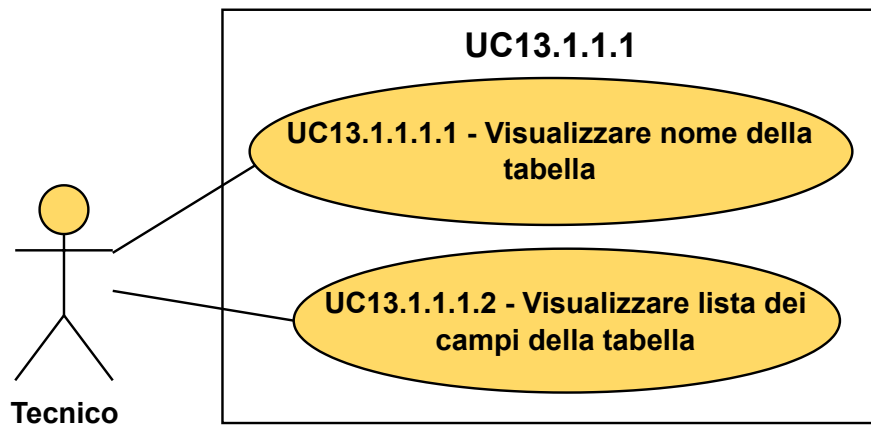 UC13.1.1.1
UC13.1.1.1.1 - Visualizzare nome della
tabella
UC13.1.1.1.2 - Visualizzare lista dei
campi della tabella
Tecnico